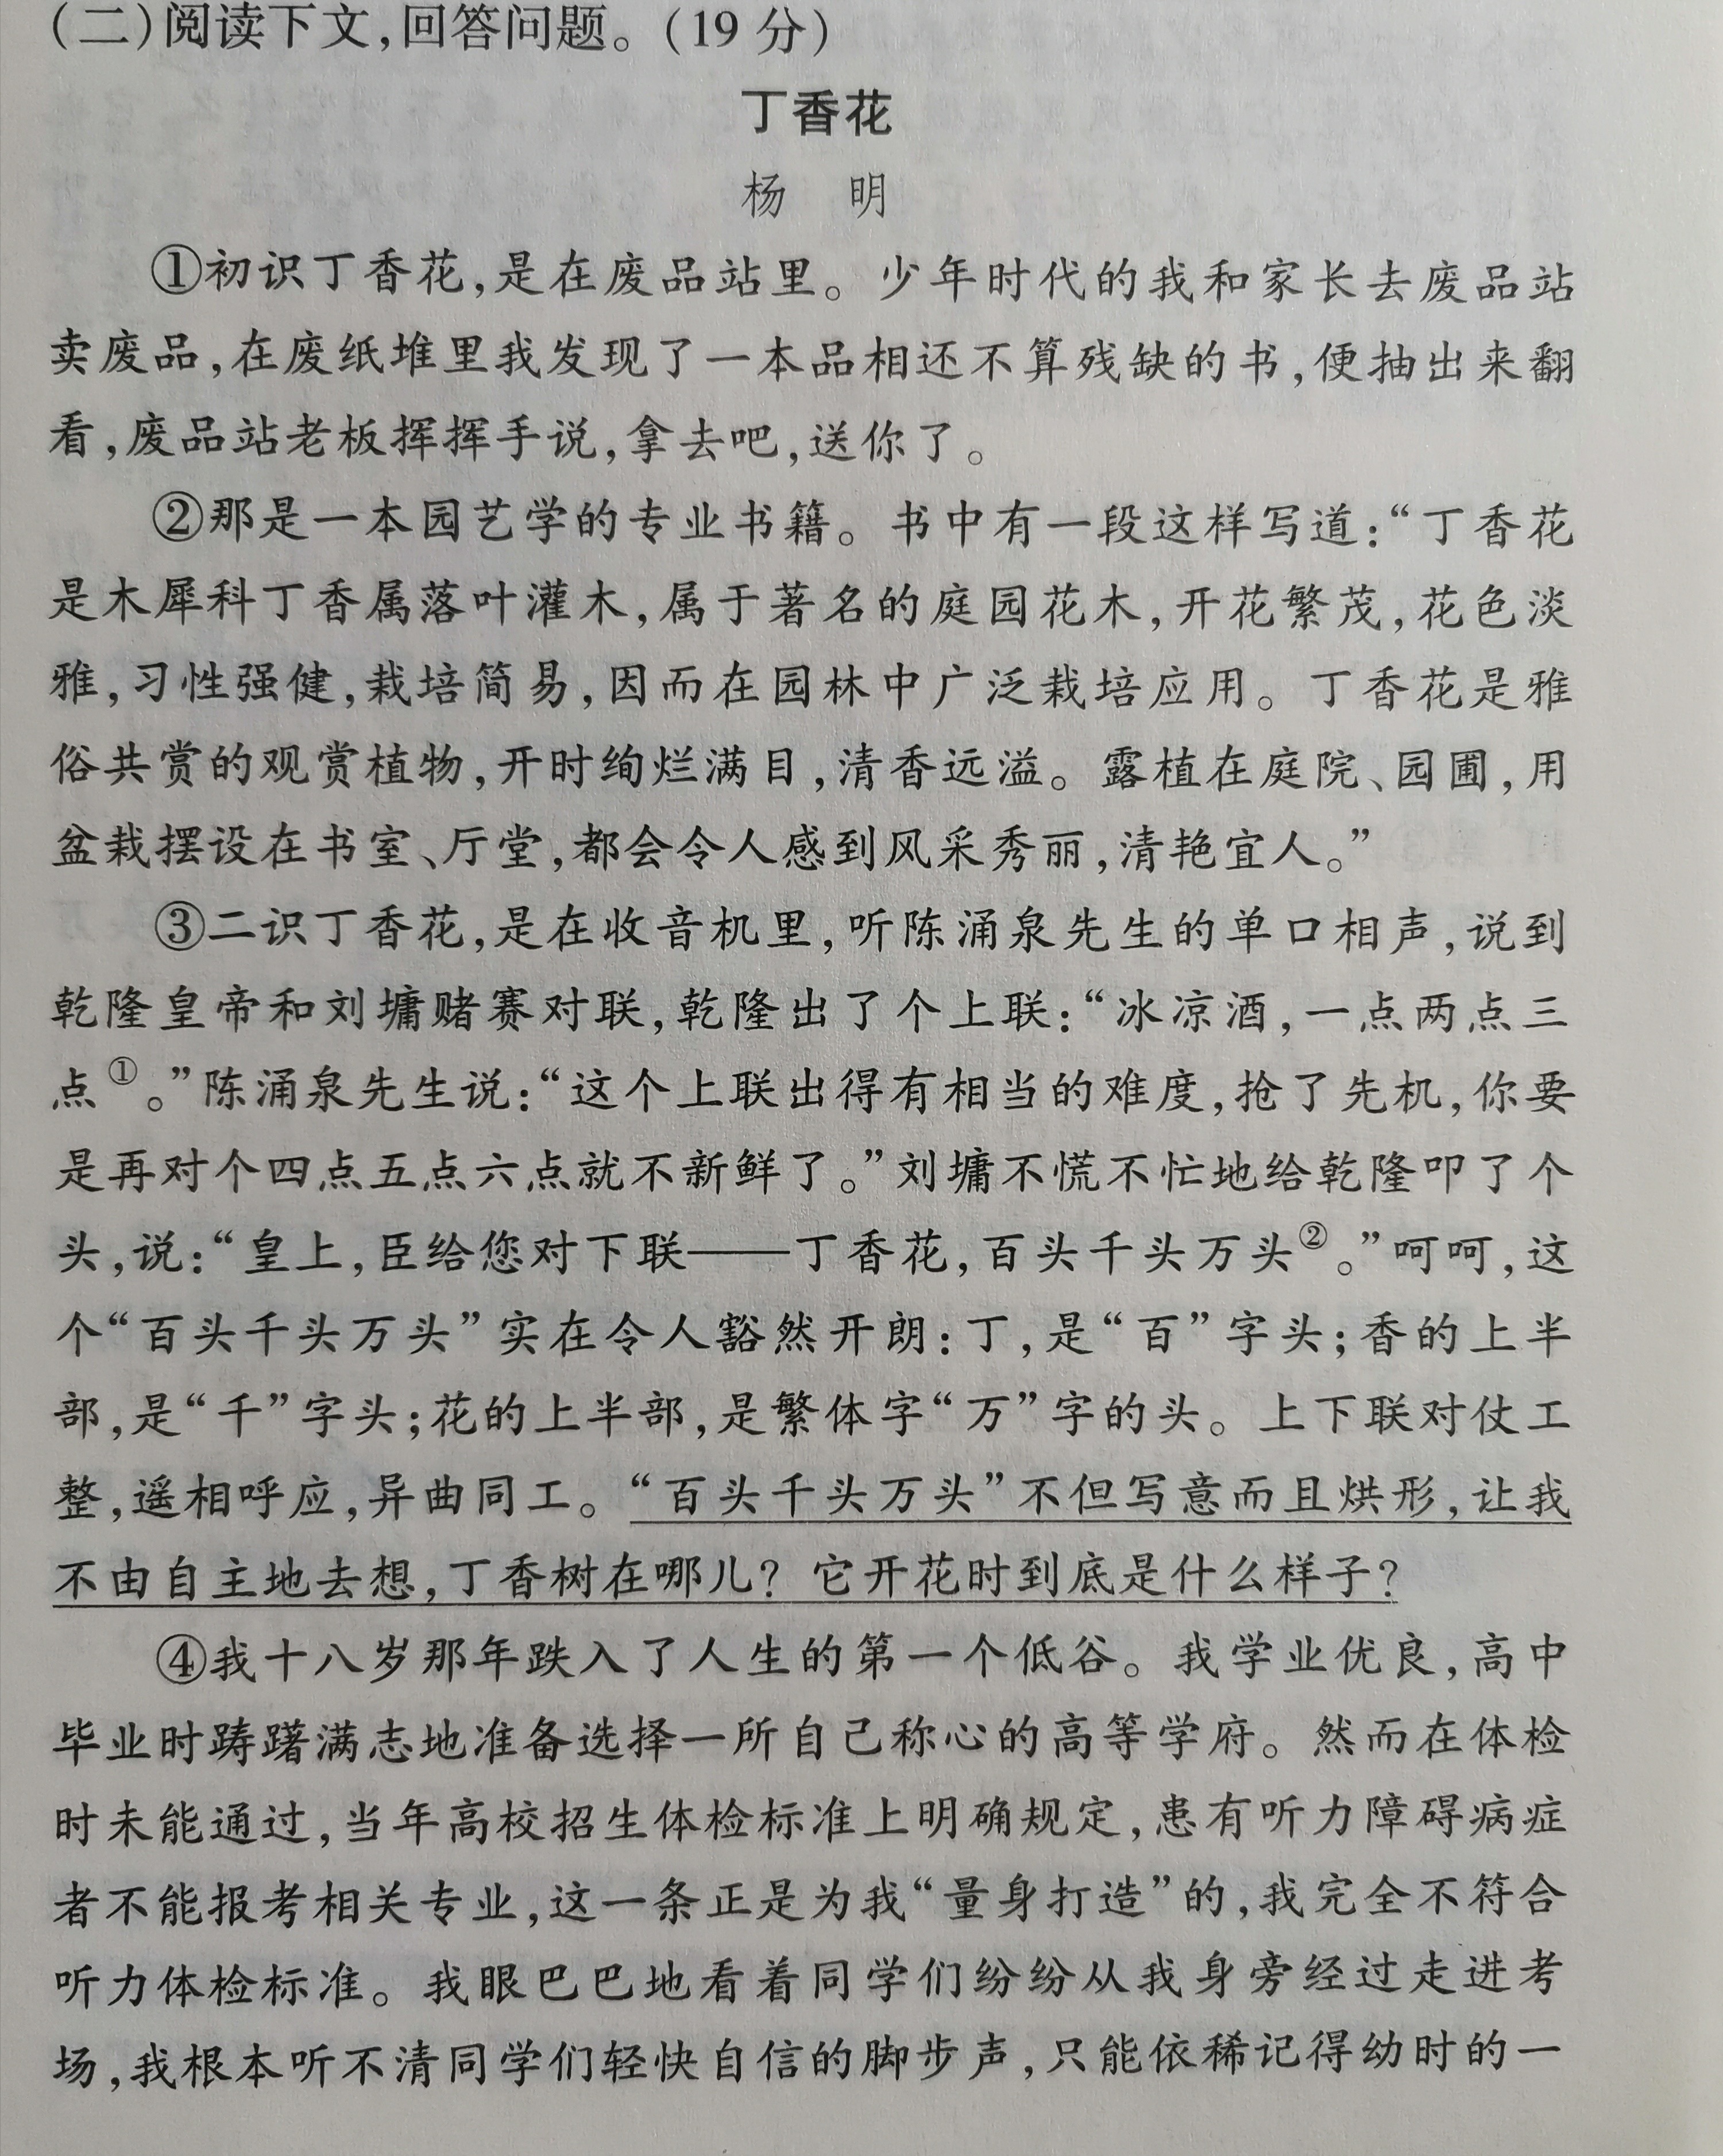 (二)阅读下文,回答问题。(19分)
丁香花
杨 明
①初识丁香花,是在废品站里。少年时代的我和家长去废品站
卖废品,在废纸堆里我发现了一本品相还不算残缺的书,便抽出来翻
看,废品站老板挥挥手说,拿去吧,送你了。
②那是一本园艺学的专业书籍。书中有一段这样写道:“丁香花
是木犀科丁香属落叶灌木,属于著名的庭园花木,开花繁茂,花色淡
雅,习性强健,栽培简易,因而在园林中广泛栽培应用。丁香花是雅
俗共赏的观赏植物,开时绚烂满目,清香远溢。露植在庭院、园圃,用
盆栽摆设在书室、厅堂,都会令人感到风采秀丽,清艳宜人。”
③二识丁香花,是在收音机里,听陈涌泉先生的单口相声,说到
乾隆皇帝和刘墉赌赛对联,乾隆出了个上联:“冰凉酒,一点两点三
点①。”陈涌泉先生说:“这个上联出得有相当的难度,抢了先机,你要
是再对个四点五点六点就不新鲜了。”刘墉不慌不忙地给乾隆叩了个
头,说:“皇上,臣给您对下联——丁香花,百头千头万头②。”呵呵,这
个“百头千头万头”实在令人豁然开朗:丁,是“百”字头;香的上半
部,是“千”字头;花的上半部,是繁体字“万”字的头。上下联对仗工
整,遥相呼应,异曲同工。“百头千头万头”不但写意而且烘形,让我
不由自主地去想,丁香树在哪儿?它开花时到底是什么样子?
④我十八岁那年跌入了人生的第一个低谷。我学业优良,高中
毕业时踌躇满志地准备选择一所自己称心的高等学府。然而在体检
时未能通过,当年高校招生体检标准上明确规定,患有听力障碍病症
者不能报考相关专业,这一条正是为我“量身打造”的,我完全不符合
听力体检标准。我眼巴巴地看着同学们纷纷从我身旁经过走进考
场,我根本听不清同学们轻快自信的脚步声,只能依稀记得幼时的一